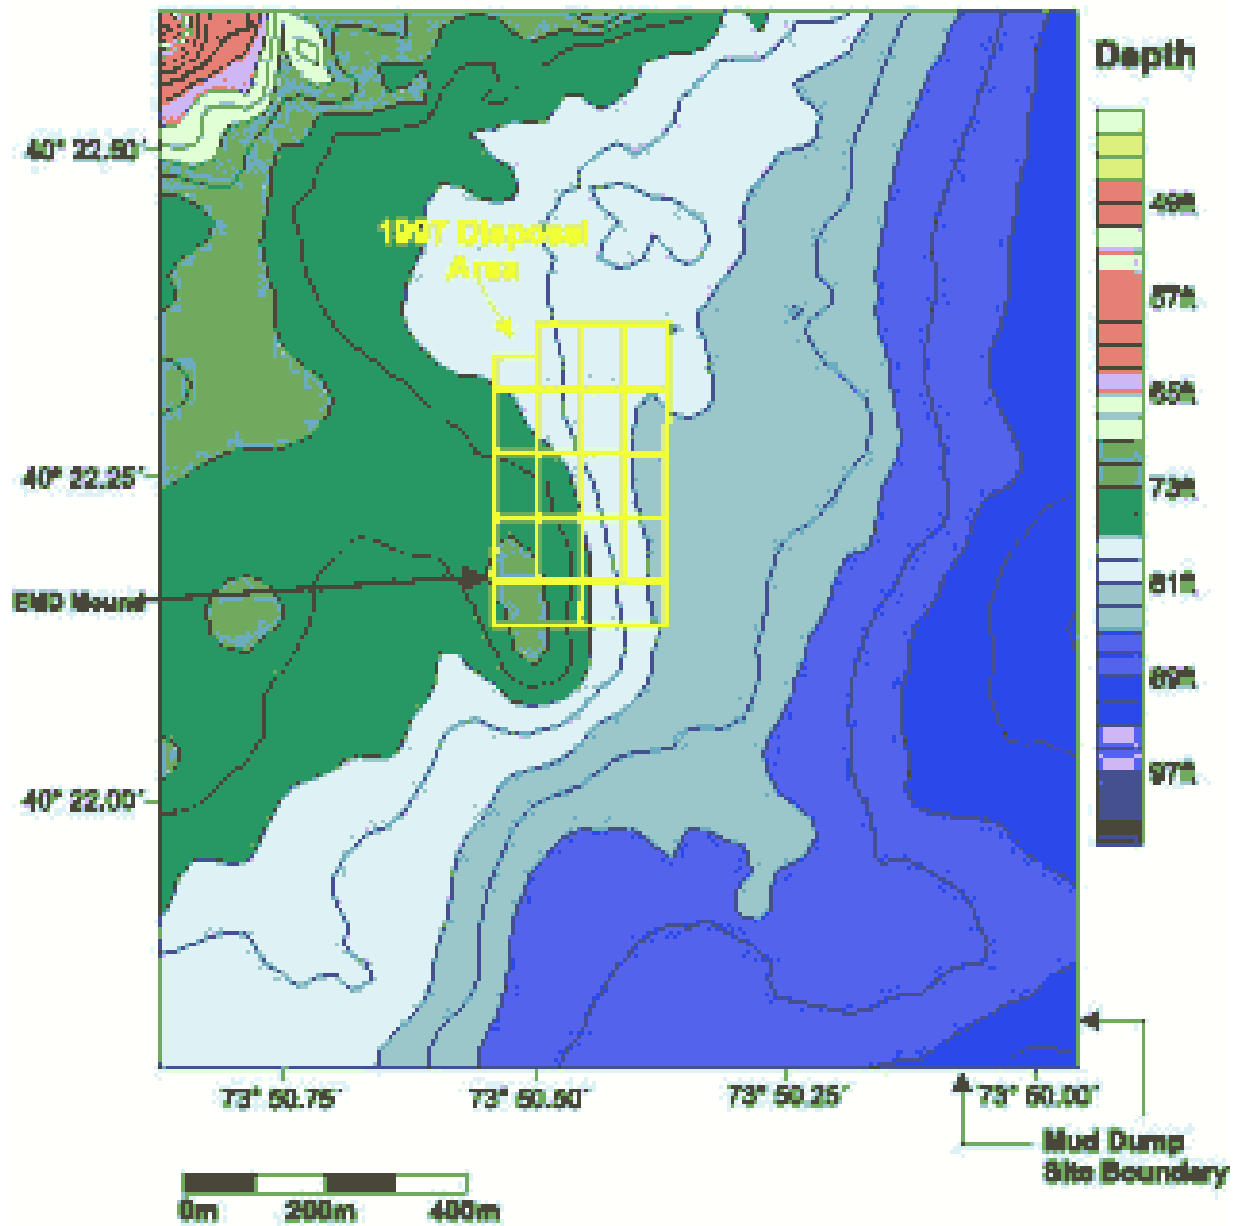 Depth
40° 22.50'
49ft
1997 Disposal
Area
57ft
65ft
40° 22.25'
73ft
81ft
Mound
89ft
40° 22.00'
97ft
73° 50.75'
73° 50.50'
73° 50.25'
73° 50.00'
Mud Dump
Site Boundary
0m
200m
400m